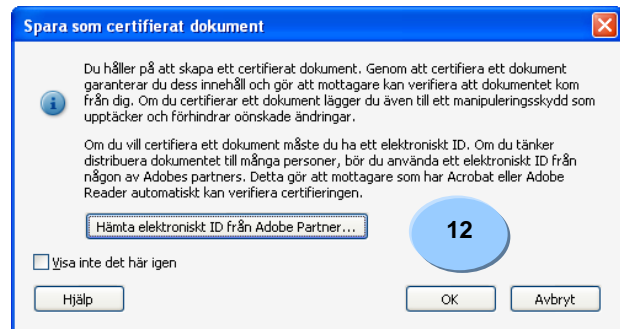 Spara som certifierat dokument
Du håller på att skapa ett certifierat dokument. Genom att certifiera ett dokument
garanterar du dess innehåll och gör att mottagare kan verifiera att dokumentet kom
från dig. Om du certifierar ett dokument lägger du även till ett manipuleringsskydd som
upptäcker och förhindrar oönskade ändringar.
Om du vill certifiera ett dokument måste du ha ett elektroniskt ID. Om du tänker
distribuera dokumentet till många personer, bör du använda ett elektroniskt ID från
någon av Adobes partners. Detta gör att mottagare som har Acrobat eller Adobe
Reader automatiskt kan verifiera certifieringen.
Hämta elektroniskt ID från Adobe Partner...
12
Visa inte det här igen
Hjälp
OK
Avbryt